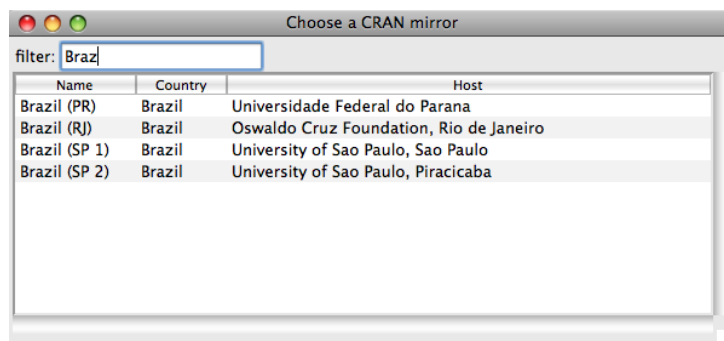 Choose a CRAN mirror
filter: Braz
Name Country Host
Brazil (PR) Brazil Universidade Federal do Parana
Brazil (RJ) Brazil Oswaldo Cruz Foundation, Rio de Janeiro
Brazil (SP 1) Brazil University of Sao Paulo, Sao Paulo
Brazil (SP 2) Brazil University of Sao Paulo, Piracicaba